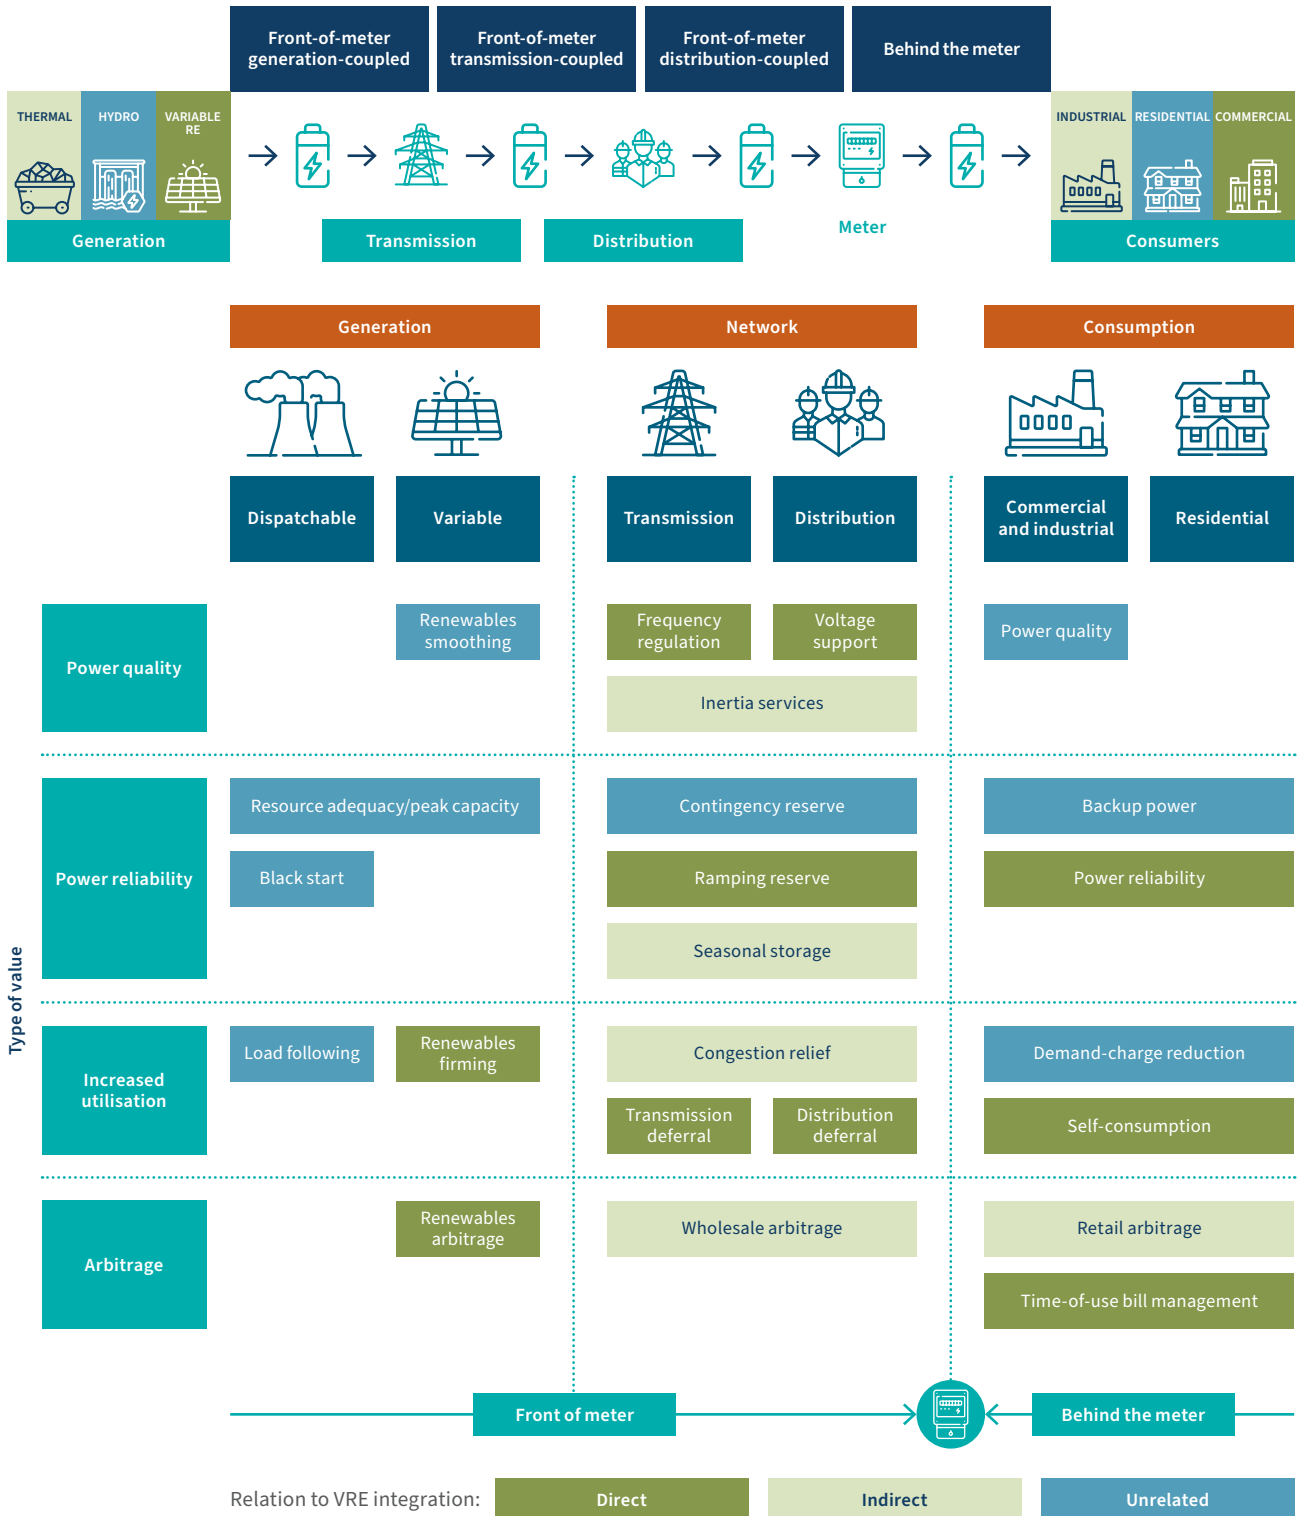 Front-of-meter
generation-coupled
Front-of-meter
transmission-coupled
Front-of-meter
distribution-coupled
Behind the meter
THERMAL
HYDRO
VARIABLE
RE
INDUSTRIAL
RESIDENTIAL
COMMERCIAL
Generation
Transmission
Distribution
Meter
Consumers
Generation
Network
Consumption
Dispatchable
Variable
Transmission
Distribution
Commercial
and industrial
Residential
Type of value
Power quality
Renewables
smoothing
Frequency
regulation
Voltage
support
Power quality
Inertia services
Power reliability
Resource adequacy/peak capacity
Contingency reserve
Backup power
Black start
Ramping reserve
Power reliability
Seasonal storage
Increased
utilisation
Load following
Renewables
firming
Congestion relief
Demand-charge reduction
Transmission
deferral
Distribution
deferral
Self-consumption
Arbitrage
Renewables
arbitrage
Wholesale arbitrage
Retail arbitrage
Time-of-use bill management
Front of meter
Behind the meter
Relation to VRE integration:
Direct
Indirect
Unrelated